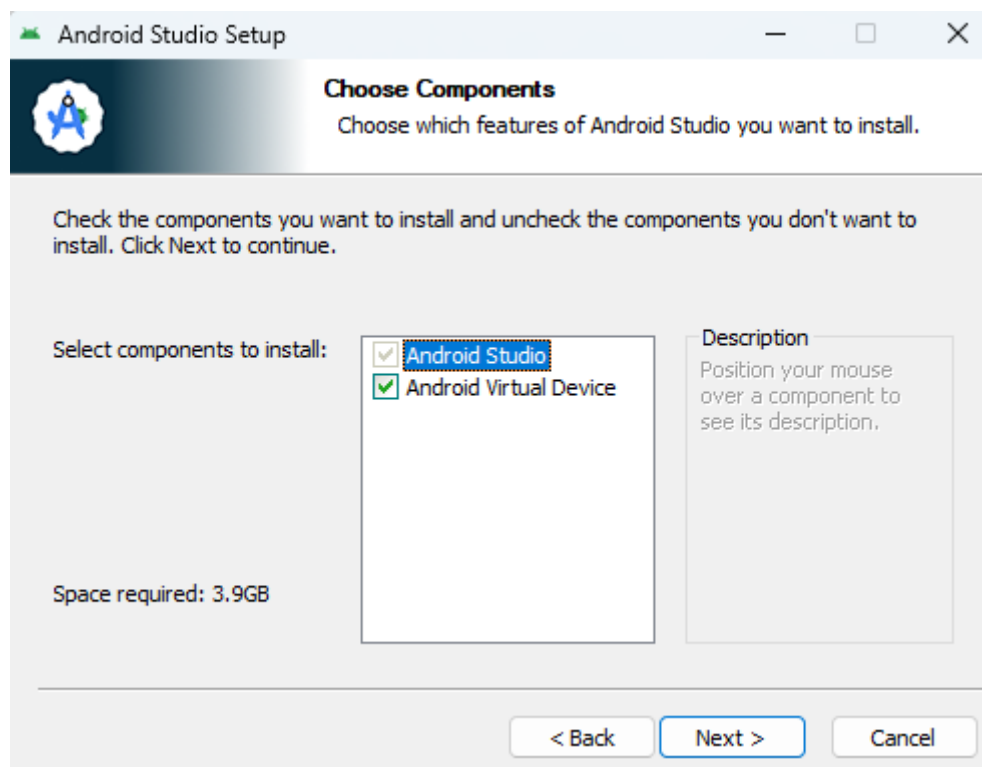 Android Studio Setup
Choose Components
Choose which features of Android Studio you want to install.
Check the components you want to install and uncheck the components you don't want to
install. Click Next to continue.
Select components to install:
Android Studio
Android Virtual Device
Description
Position your mouse
over a component to
see its description.
Space required: 3.9GB
< Back
Next >
Cancel